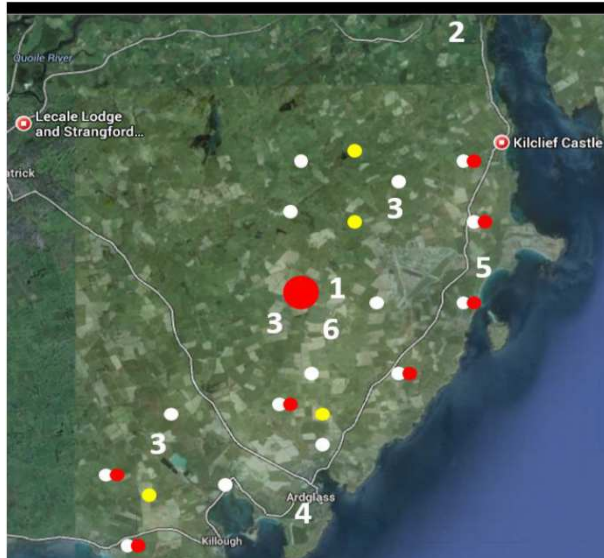 2
Quoile River
Lecale Lodge
and Strangford...
Kilclief Castle
atrick
3
5
1
3
6
3
Ardglass
4
Killough